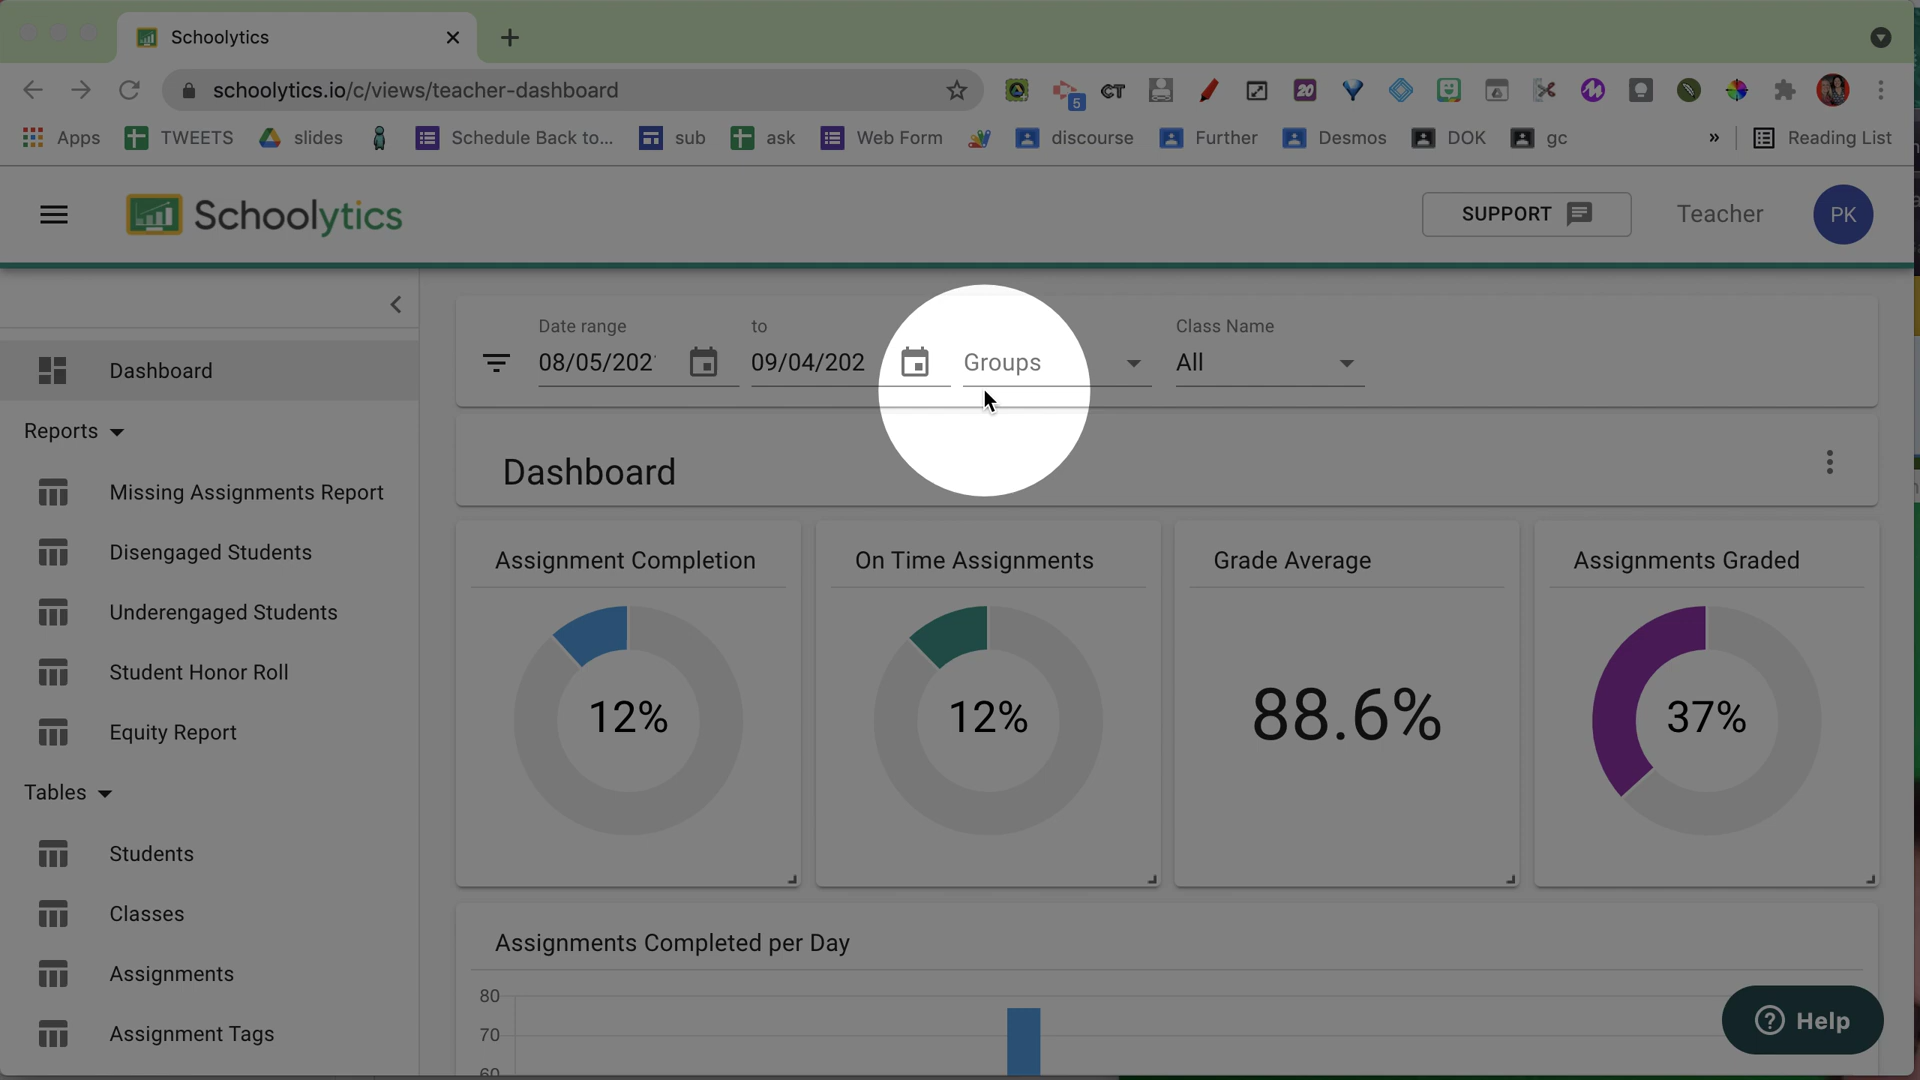 Schoolytics
schoolytics.io/c/views/teacher-dashboard
5
CT
20
Apps
TWEETS
slides
Schedule Back to...
sub
ask
Web Form
discourse
Further
Desmos
DOK
gc
»
Reading List
Schoolytics
SUPPORT
Teacher
PK
Date range
to
Class Name
08/05/202
09/04/202
Groups
All
Dashboard
Reports
Missing Assignments Report
Disengaged Students
Underengaged Students
Student Honor Roll
Equity Report
Tables
Students
Classes
Assignments
Assignment Tags
Dashboard
Assignment Completion
12%
On Time Assignments
12%
Grade Average
88.6%
Assignments Graded
37%
Assignments Completed per Day
80
70
60
Help